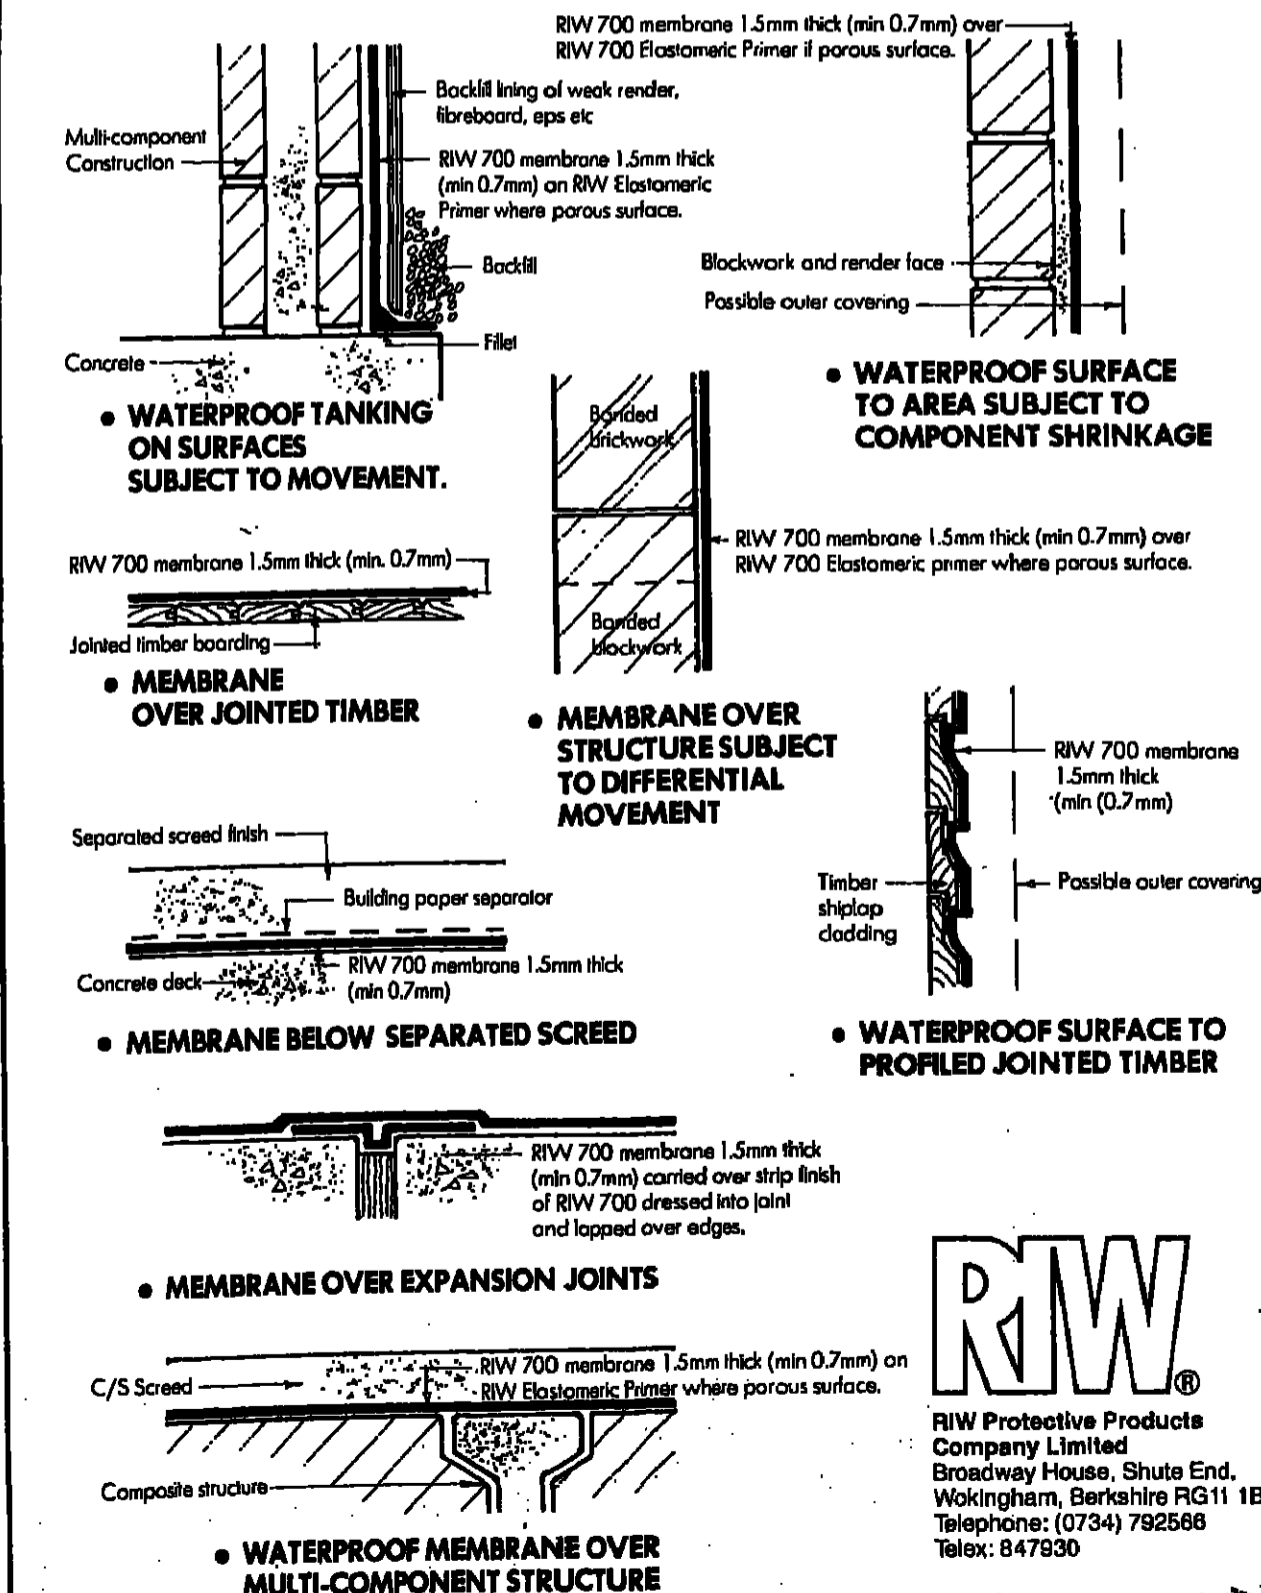 RIW 700 membrane 1.5mm thick (min 0.7mm) over
RIW 700 Elastomeric Primer if porous surface.
Backfill lining of weak render,
fibreboard, eps etc
Multi-component
Construction
RIW 700 membrane 1.5mm thick
(min 0.7mm) on RIW Elastomeric
Primer where porous surface.
Backfill
Fillet
Concrete
• WATERPROOF TANKING
ON SURFACES
SUBJECT TO MOVEMENT.
Blockwork and render face
Possible outer covering
• WATERPROOF SURFACE
TO AREA SUBJECT TO
COMPONENT SHRINKAGE
Bonded
brickwork
RIW 700 membrane 1.5mm thick (min 0.7mm) over
RIW 700 Elastomeric primer where porous surface.
Bonded
blockwork
• MEMBRANE OVER
STRUCTURE SUBJECT
TO DIFFERENTIAL
MOVEMENT
RIW 700 membrane 1.5mm thick (min. 0.7mm)
Jointed timber boarding
• MEMBRANE
OVER JOINTED TIMBER
RIW 700 membrane
1.5mm thick
(min (0.7mm)
Timber
shiplap
cladding
Possible outer covering
• WATERPROOF SURFACE TO
PROFILED JOINTED TIMBER
Separated screed finish
Building paper separator
RIW 700 membrane 1.5mm thick
(min 0.7mm)
Concrete deck
• MEMBRANE BELOW SEPARATED SCREED
RIW 700 membrane 1.5mm thick
(min 0.7mm) carried over strip finish
of RIW 700 dressed into joint
and lapped over edges.
• MEMBRANE OVER EXPANSION JOINTS
RIW 700 membrane 1.5mm thick (min 0.7mm) on
RIW Elastomeric Primer where porous surface.
C/S Screed
Composite structure
• WATERPROOF MEMBRANE OVER
MULTI-COMPONENT STRUCTURE
RIW®
RIW Protective Products
Company Limited
Broadway House, Shute End,
Wokingham, Berkshire RG11 1B
Telephone: (0734) 792566
Telex: 847930